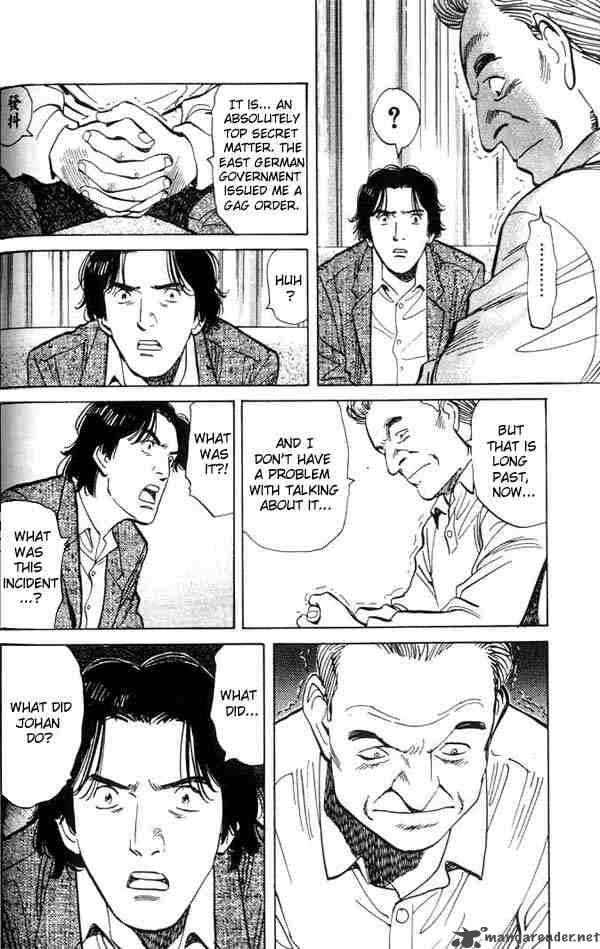 ?
.........
發抖
IT IS... AN
ABSOLUTELY
TOP SECRET
MATTER. THE
EAST GERMAN
GOVERNMENT
ISSUED ME A
GAG ORDER.
HUH
?
BUT
THAT IS
LONG
PAST,
NOW...
AND I
DON'T HAVE
A PROBLEM
WITH TALKING
ABOUT IT...
WHAT
WAS
IT?!
WHAT
WAS THIS
INCIDENT
...?
WHAT
DID...
WHAT DID
JOHAN
DO?
mangarender.net